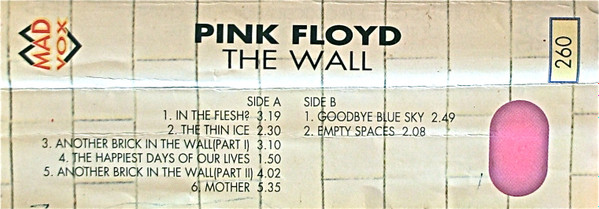 MAD
VOX
PINK FLOYD
THE WALL
260
SIDE A
1. IN THE FLESH? 3.19
2. THE THIN ICE 2.30
3. ANOTHER BRICK IN THE WALL(PART I) 3.10
4. THE HAPPIEST DAYS OF OUR LIVES 1.50
5. ANOTHER BRICK IN THE WALL(PART II) 4.02
6. MOTHER 5.35
SIDE B
1. GOODBYE BLUE SKY 2.49
2. EMPTY SPACES 2.08